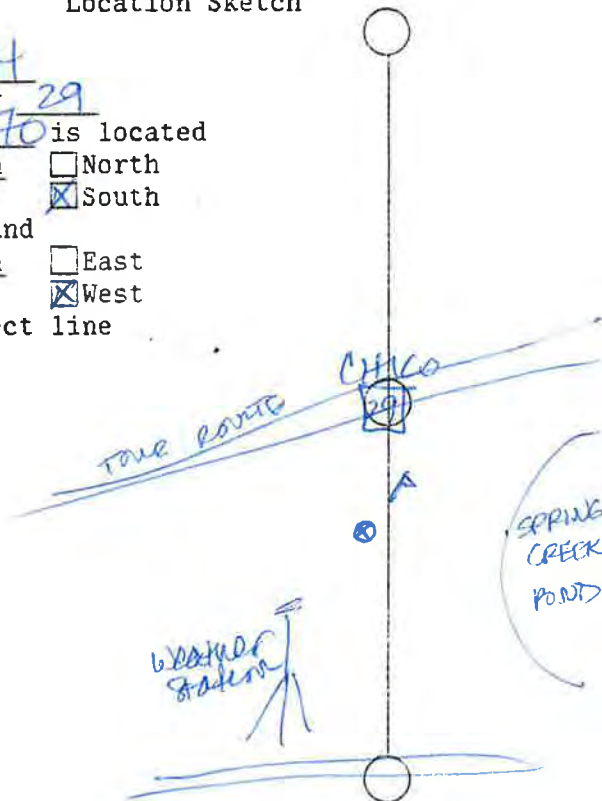 Location Sketch
29
70 is located
☐ North
☒ South
☐ East
☒ West
line
CHICO
29
TOUR ROUTE
SPRING
CREEK
POND
Weather
Station